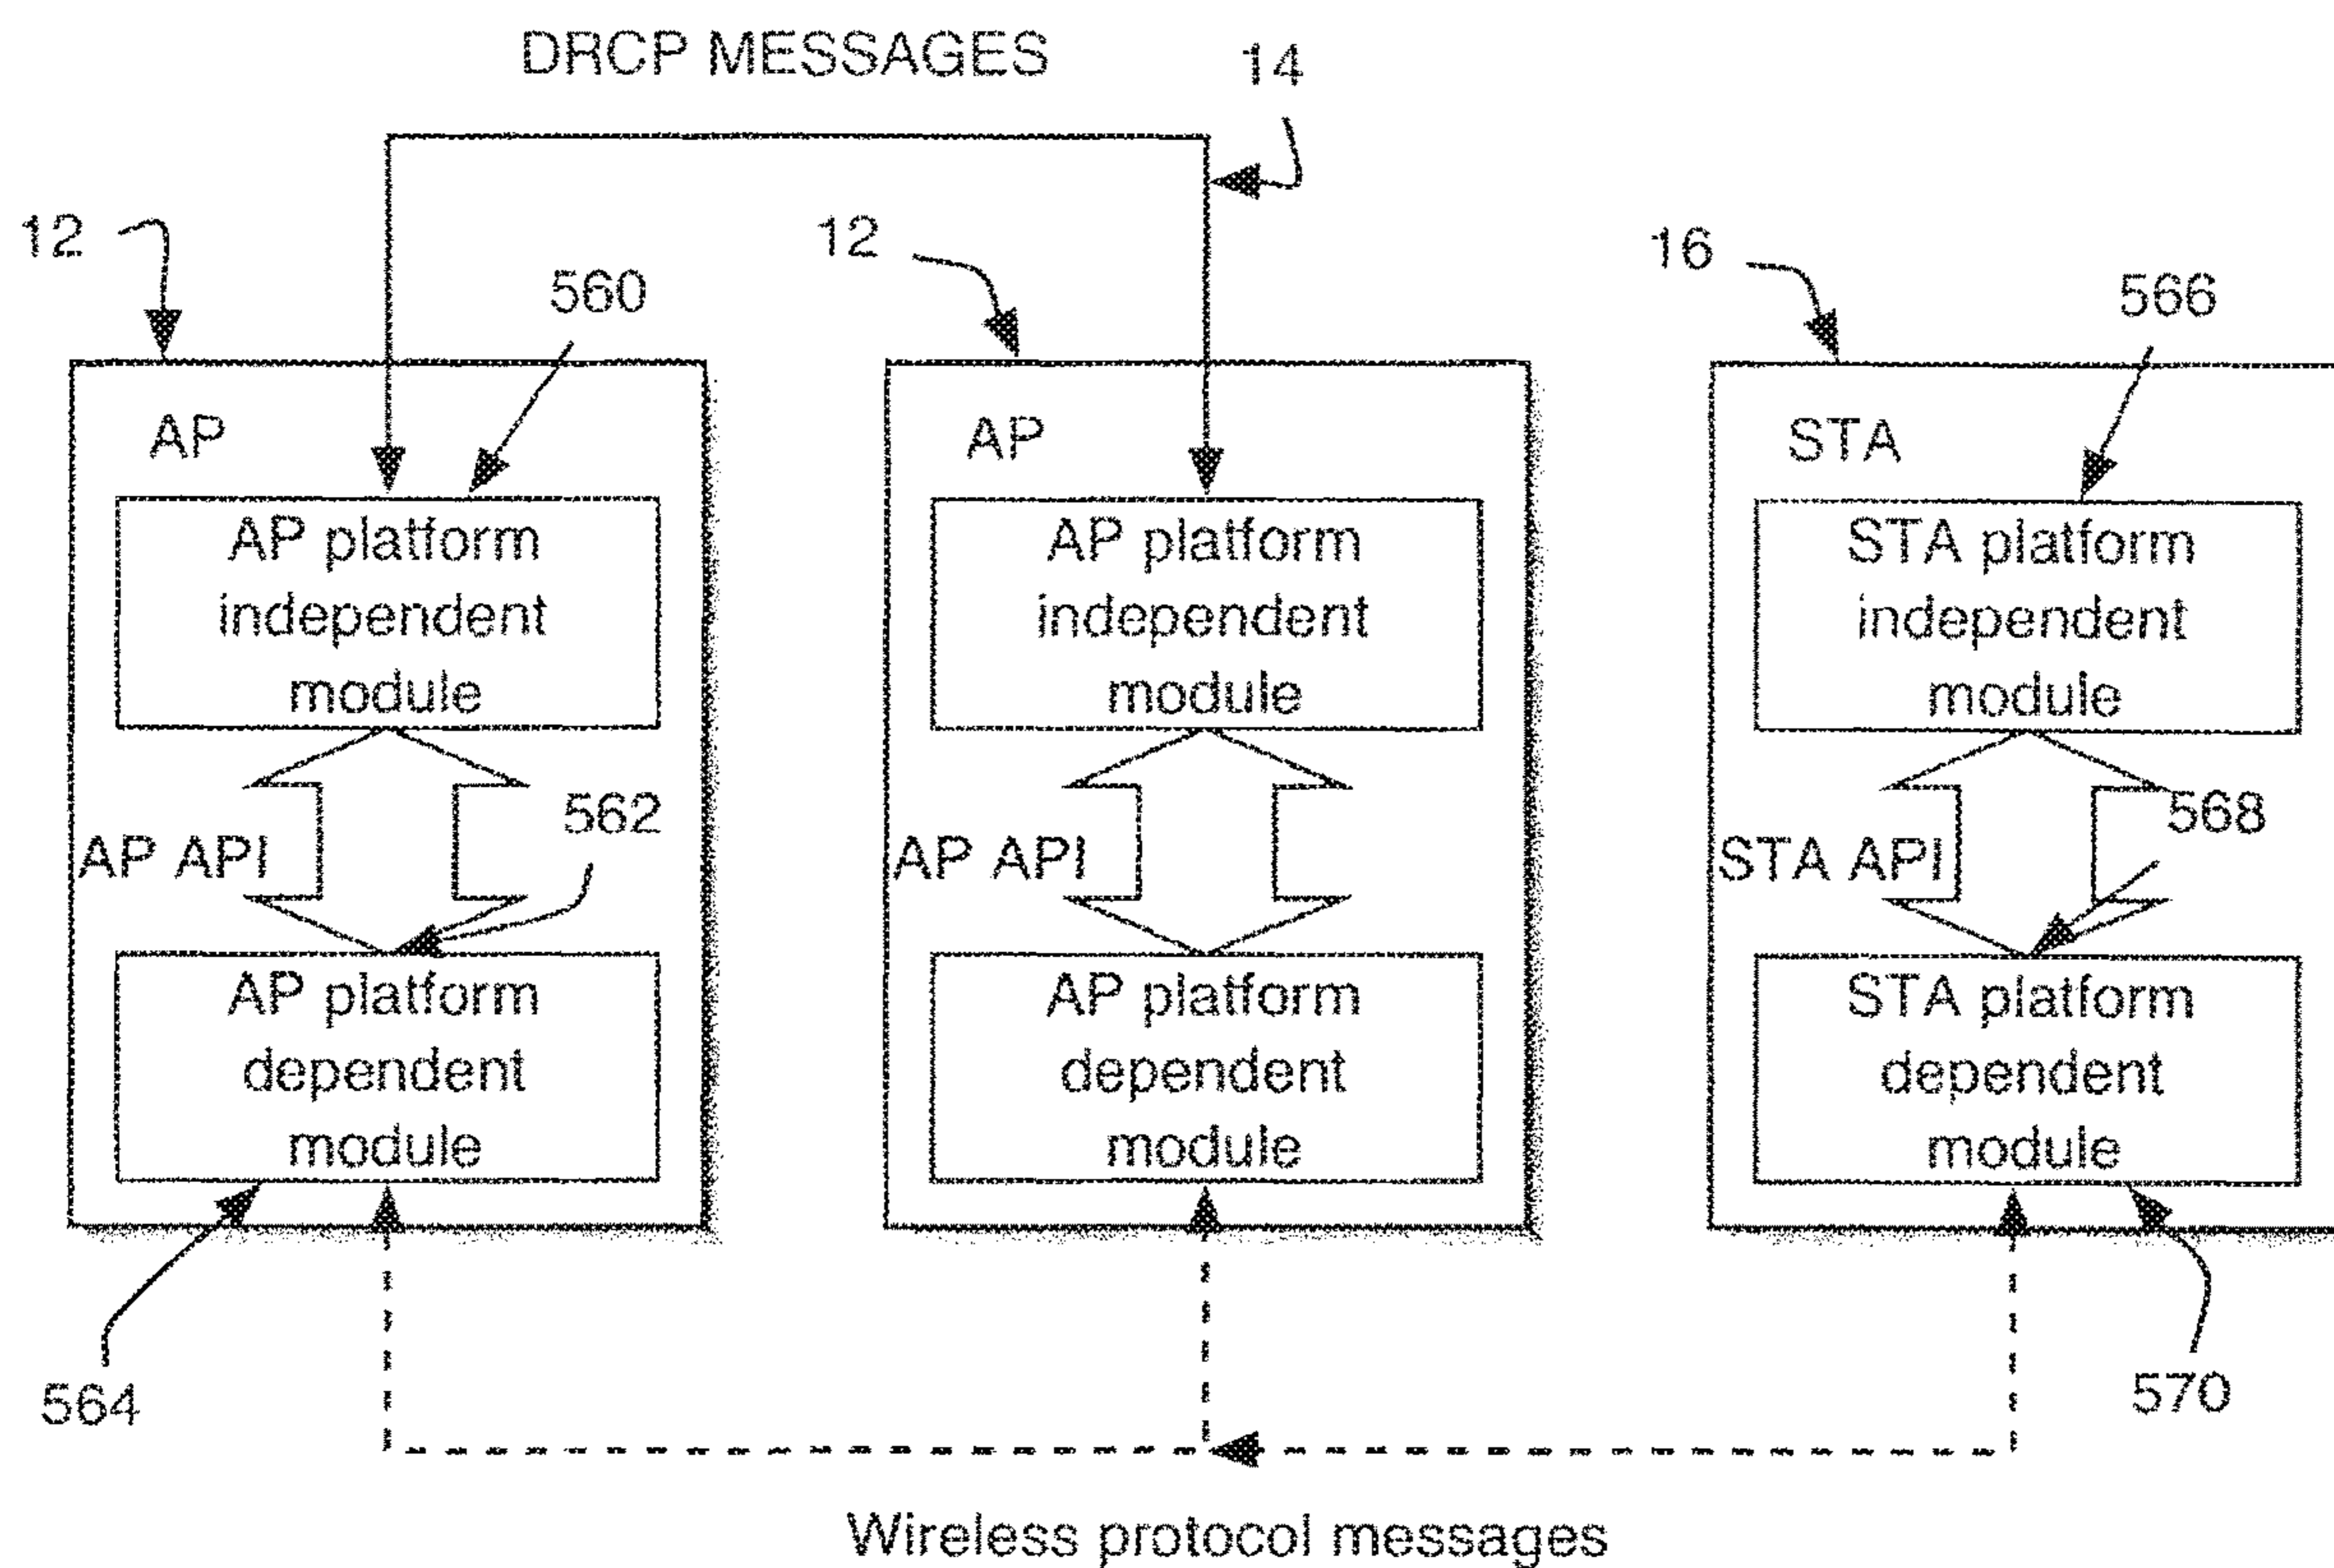 DRCP MESSAGES
14
12
12
16
560
566
AP
AP
STA
AP platform
independent
module
AP platform
independent
module
STA platform
independent
module
562
568
AP API
AP API
STA API
AP platform
dependent
module
AP platform
dependent
module
STA platform
dependent
module
564
570
Wireless protocol messages